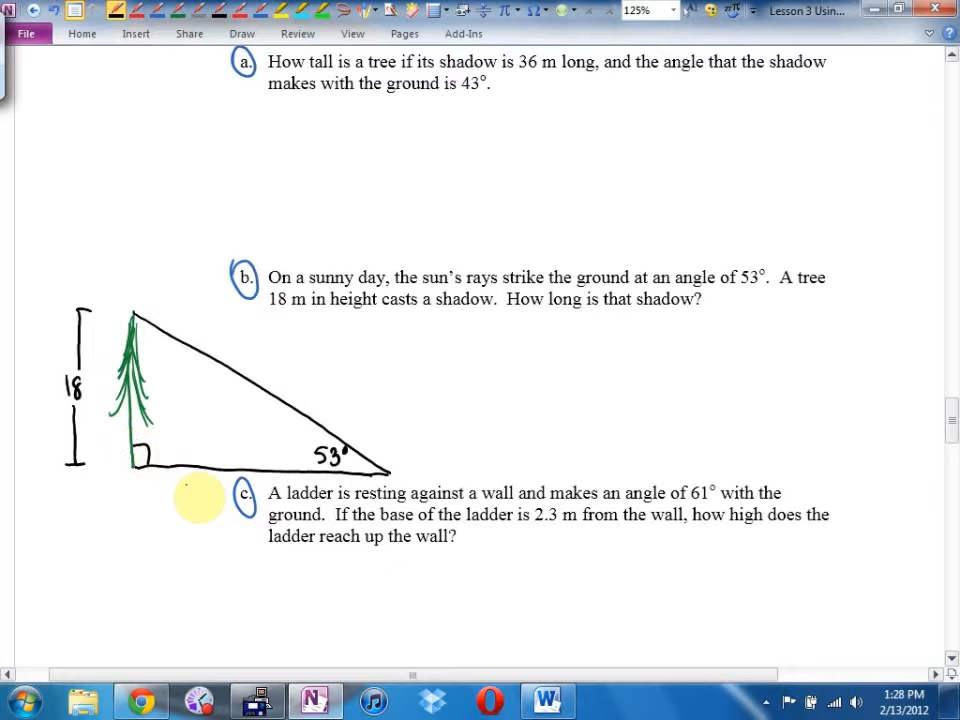 125%
Lesson 3 Usin...
File Home Insert Share Draw Review View Pages Add-Ins
a. How tall is a tree if its shadow is 36 m long, and the angle that the shadow
makes with the ground is 43°.
b. On a sunny day, the sun's rays strike the ground at an angle of 53°. A tree
18 m in height casts a shadow. How long is that shadow?
18
53°
c. A ladder is resting against a wall and makes an angle of 61° with the
ground. If the base of the ladder is 2.3 m from the wall, how high does the
ladder reach up the wall?
1:28 PM
2/13/2012